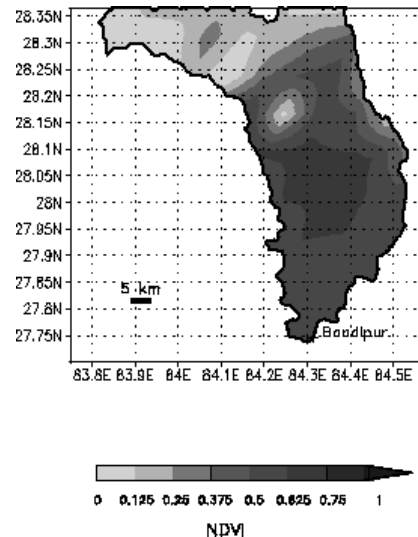 28.35N
28.3N
28.25N
28.2N
28.15N
28.1N
28.05N
28N
27.95N
27.9N
27.85N
27.8N
27.75N
5 km
Bandipur
83.8E 83.9E 84E 84.1E 84.2E 84.3E 84.4E 84.5E
0 0.125 0.25 0.375 0.5 0.625 0.75 1
NDVI